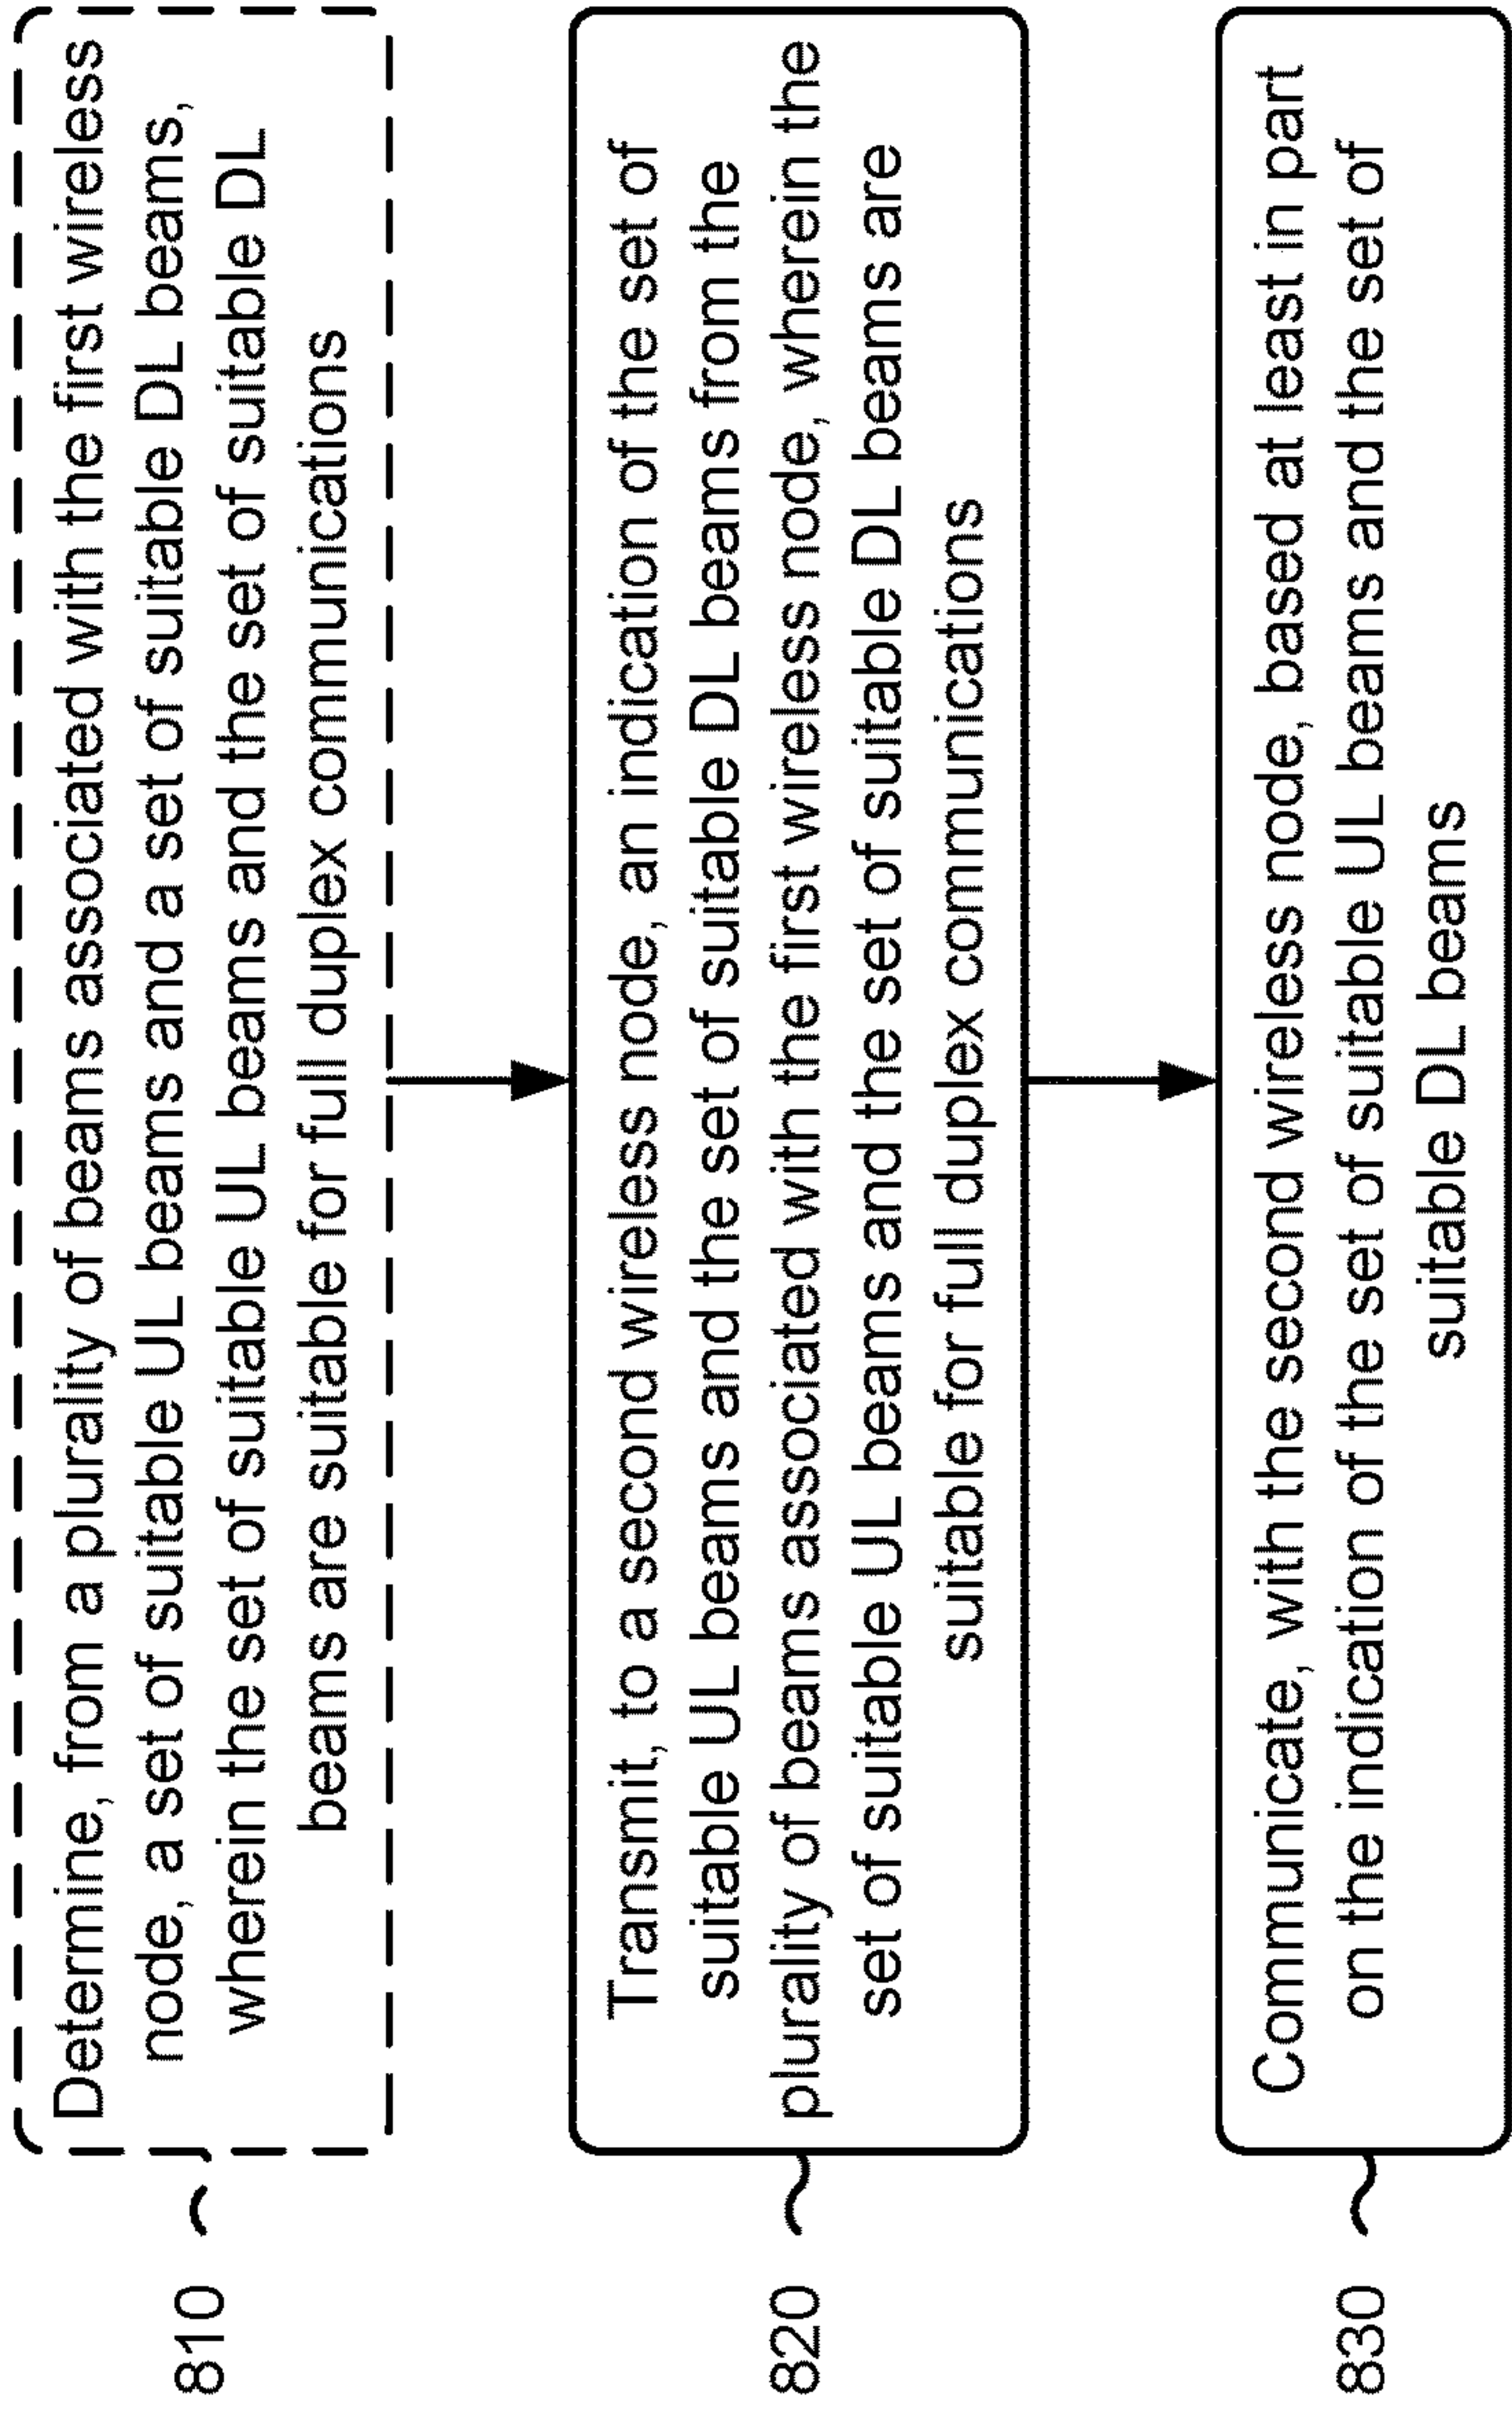 810
Determine, from a plurality of beams associated with the first wireless
node, a set of suitable UL beams and a set of suitable DL beams,
wherein the set of suitable UL beams and the set of suitable DL
beams are suitable for full duplex communications
820
Transmit, to a second wireless node, an indication of the set of
suitable UL beams and the set of suitable DL beams from the
plurality of beams associated with the first wireless node, wherein the
set of suitable UL beams and the set of suitable DL beams are
suitable for full duplex communications
830
Communicate, with the second wireless node, based at least in part
on the indication of the set of suitable UL beams and the set of
suitable DL beams